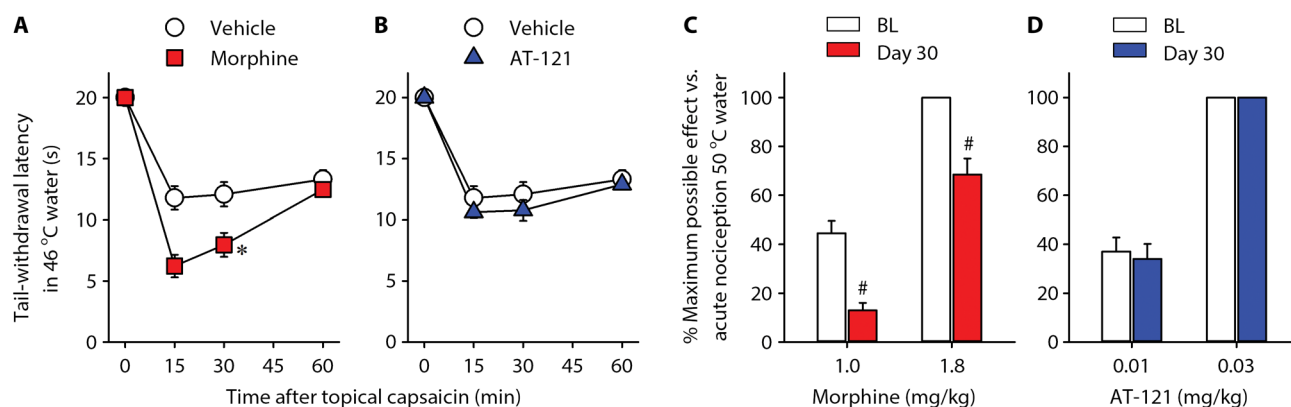 A
Vehicle
Morphine
Tail-withdrawal latency
in 46 °C water (s)
20
15
10
5
0
*
0 15 30 45 60
B
Vehicle
AT-121
20
15
10
5
0
0 15 30 45 60
Time after topical capsaicin (min)
C
BL
Day 30
% Maximum possible effect vs.
acute nociception 50 °C water
100
80
60
40
20
0
#
#
1.0 1.8
Morphine (mg/kg)
D
BL
Day 30
100
80
60
40
20
0
0.01 0.03
AT-121 (mg/kg)